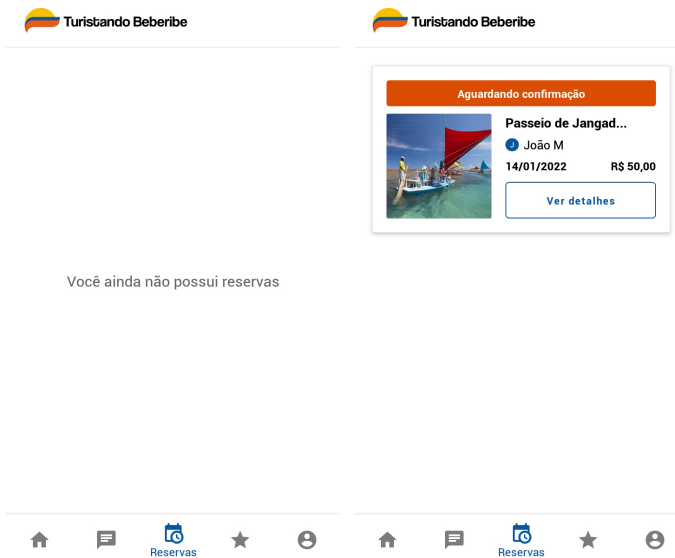 Turistando Beberibe
Você ainda não possui reservas
Reservas
Turistando Beberibe
Aguardando confirmação
Passeio de Jangad...
J João M
14/01/2022 R$ 50,00
Ver detalhes
Reservas